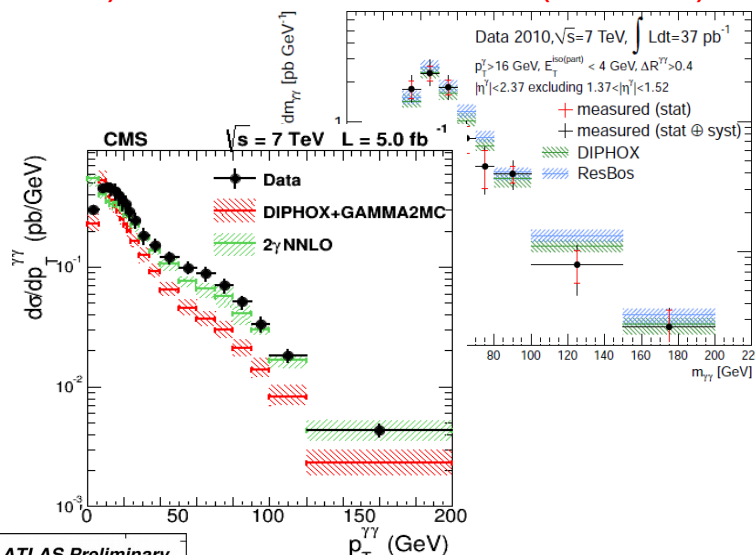 dm_γγ [pb GeV⁻¹]
1
Data 2010,√s=7 TeV, ∫ Ldt=37 pb⁻¹
p_T^γ>16 GeV, E_T^iso(part) < 4 GeV, ΔR^γγ>0.4
|η^γ|<2.37 excluding 1.37<|η^γ|<1.52
measured (stat)
measured (stat ⊕ syst)
DIPHOX
ResBos
80 100 120 140 160 180 200 22
m_γγ [GeV]
CMS √s = 7 TeV L = 5.0 fb⁻¹
dσ/dp_T^γγ (pb/GeV)
Data
DIPHOX+GAMMA2MC
2γNNLO
10⁻¹
10⁻²
10⁻³
0 50 100 150 200
p_T^γγ (GeV)
ATLAS Preliminary